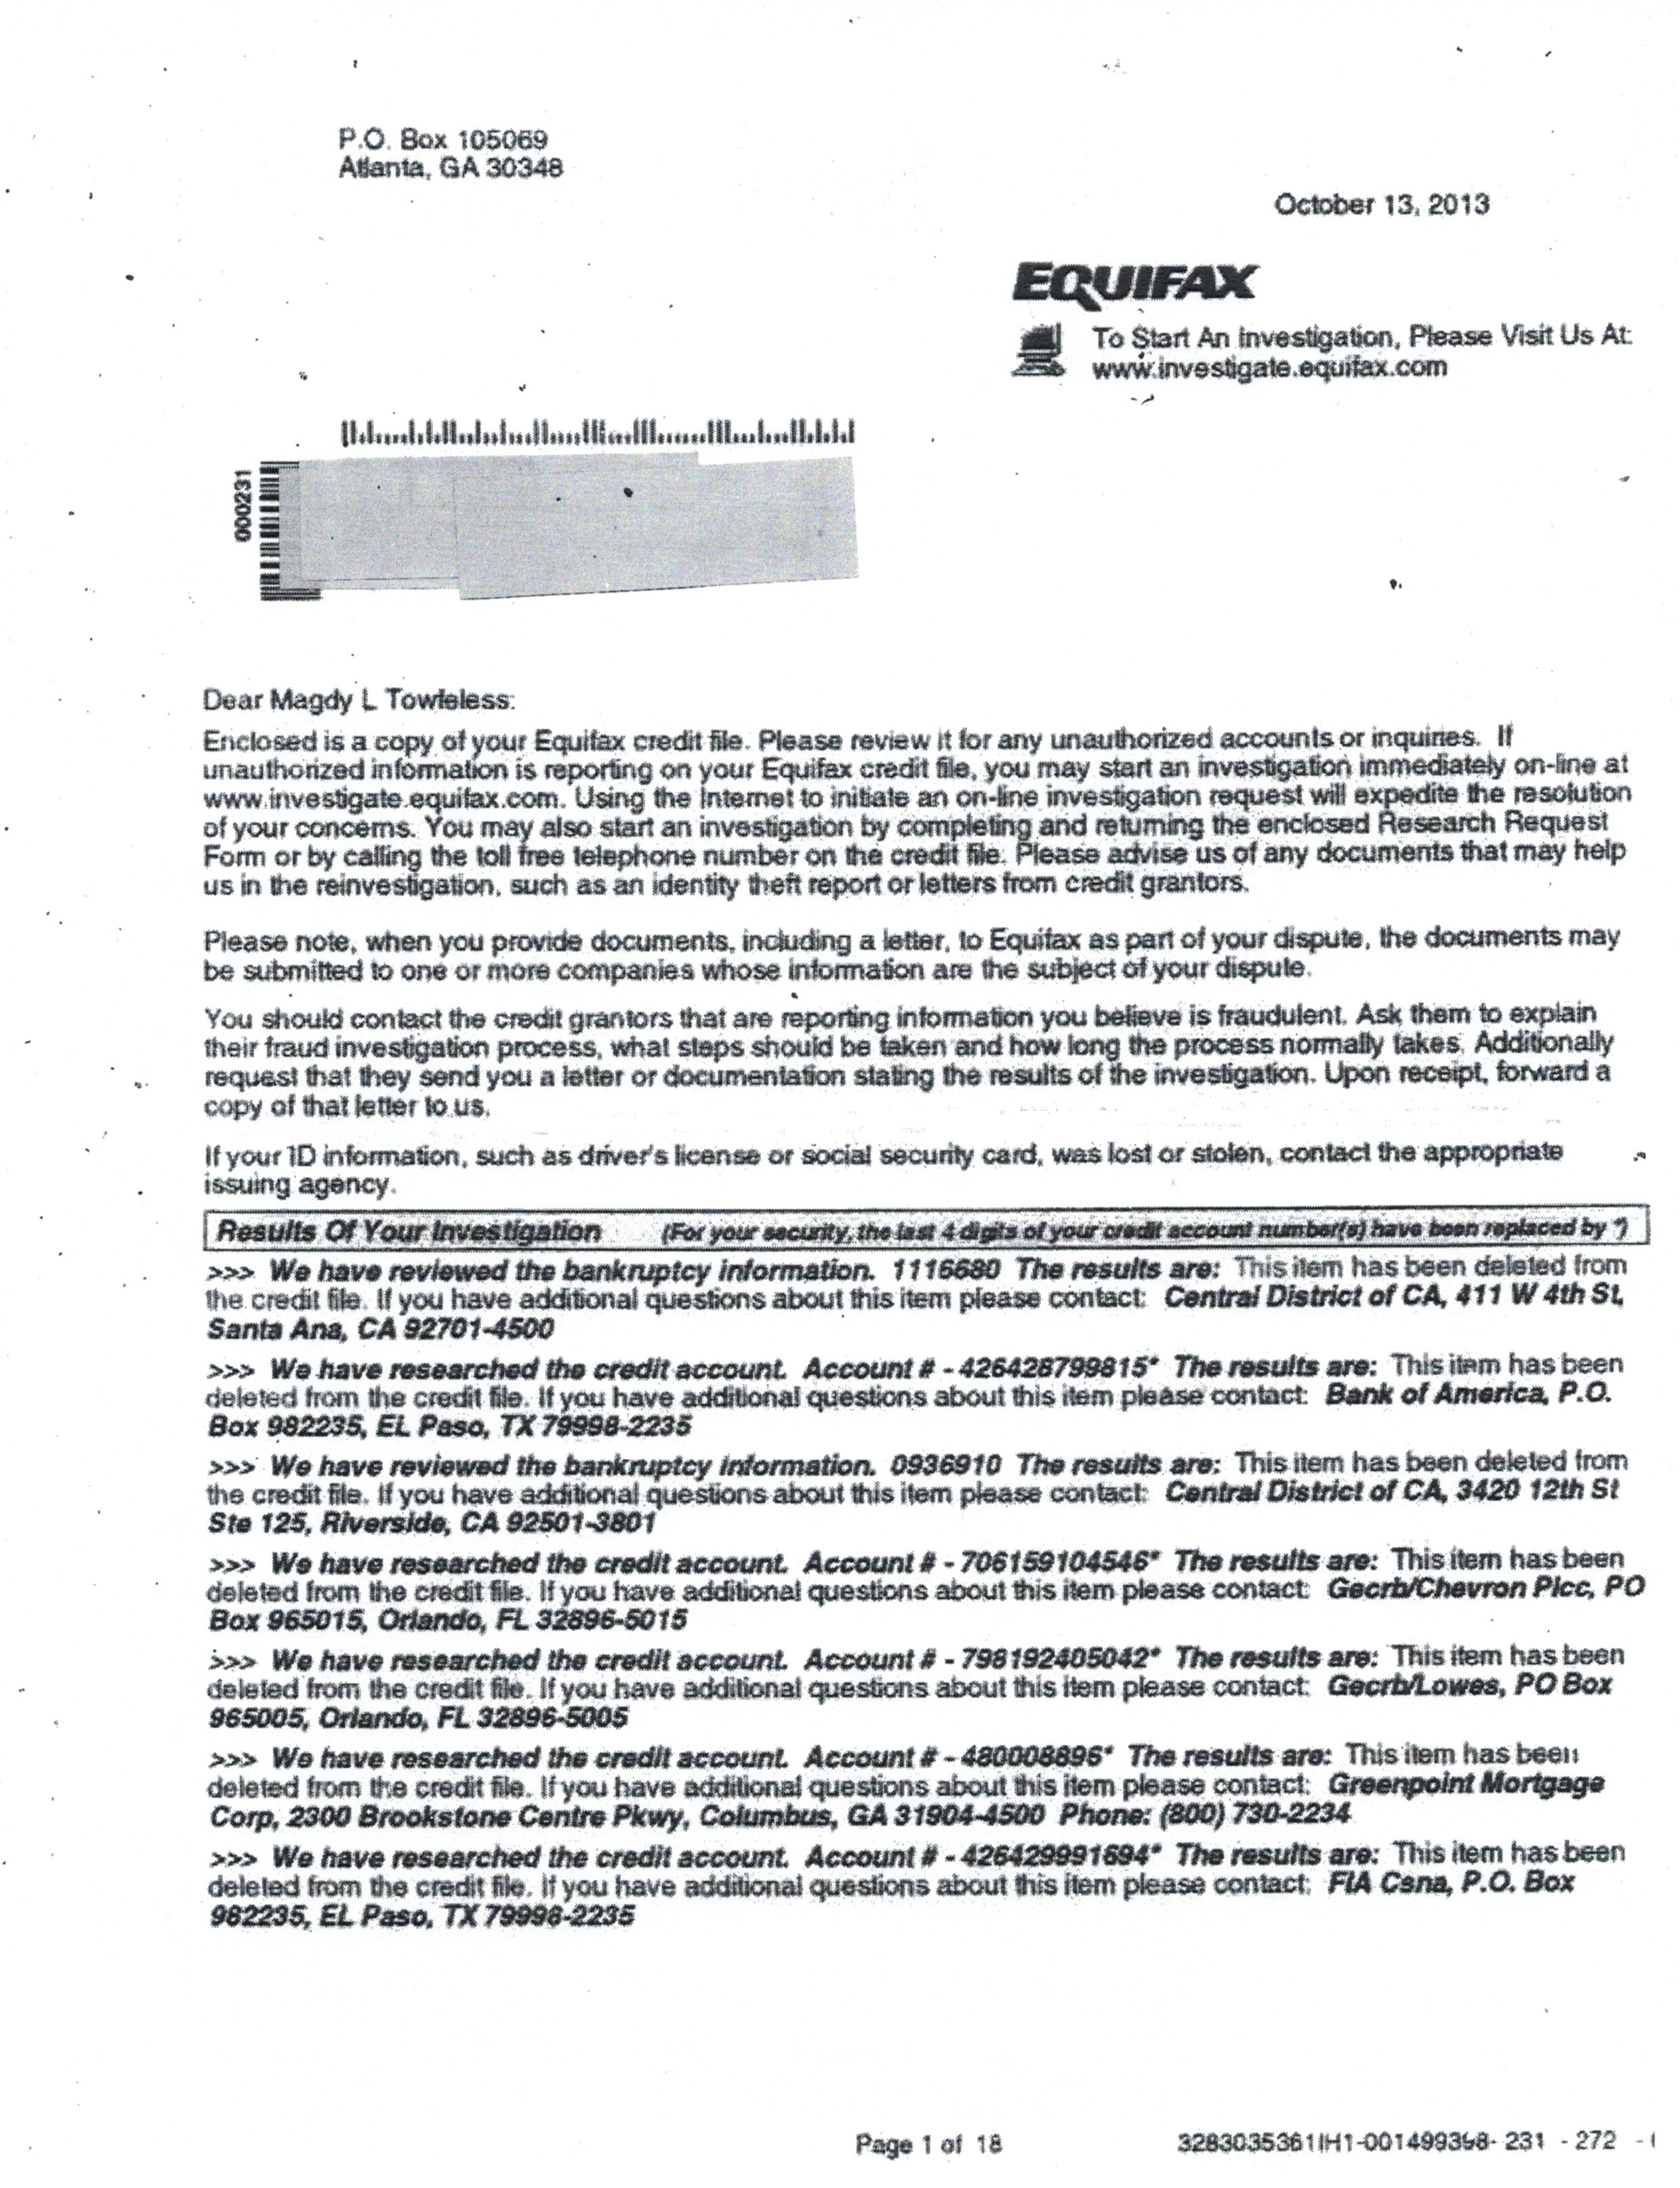 P.O. Box 105069
Atlanta, GA 30348
October 13, 2013
EQUIFAX
To Start An Investigation, Please Visit Us At:
www.investigate.equifax.com
000231
Dear Magdy L Towfeless:
Enclosed is a copy of your Equifax credit file. Please review it for any unauthorized accounts or inquiries. If
unauthorized information is reporting on your Equifax credit file, you may start an investigation immediately on-line at
www.investigate.equifax.com. Using the Internet to initiate an on-line investigation request will expedite the resolution
of your concerns. You may also start an investigation by completing and returning the enclosed Research Request
Form or by calling the toll free telephone number on the credit file. Please advise us of any documents that may help
us in the reinvestigation, such as an identity theft report or letters from credit grantors.
Please note, when you provide documents, including a letter, to Equifax as part of your dispute, the documents may
be submitted to one or more companies whose information are the subject of your dispute.
You should contact the credit grantors that are reporting information you believe is fraudulent. Ask them to explain
their fraud investigation process, what steps should be taken and how long the process normally takes. Additionally
request that they send you a letter or documentation stating the results of the investigation. Upon receipt, forward a
copy of that letter to us.
If your ID information, such as driver's license or social security card, was lost or stolen, contact the appropriate
issuing agency.
Results Of Your Investigation (For your security, the last 4 digits of your credit account number(s) have been replaced by *)
>>> We have reviewed the bankruptcy information. 1116680 The results are: This item has been deleted from
the credit file. If you have additional questions about this item please contact: Central District of CA, 411 W 4th St,
Santa Ana, CA 92701-4500
>>> We have researched the credit account. Account # - 426428799815* The results are: This item has been
deleted from the credit file. If you have additional questions about this item please contact: Bank of America, P.O.
Box 982235, EL Paso, TX 79998-2235
>>> We have reviewed the bankruptcy information. 0936910 The results are: This item has been deleted from
the credit file. If you have additional questions about this item please contact: Central District of CA, 3420 12th St
Ste 125, Riverside, CA 92501-3801
>>> We have researched the credit account. Account # - 706159104546* The results are: This item has been
deleted from the credit file. If you have additional questions about this item please contact: Gecrb/Chevron Plcc, PO
Box 965015, Orlando, FL 32896-5015
>>> We have researched the credit account. Account # - 798192405042* The results are: This item has been
deleted from the credit file. If you have additional questions about this item please contact: Gecrb/Lowes, PO Box
965005, Orlando, FL 32896-5005
>>> We have researched the credit account. Account # - 480008896* The results are: This item has been
deleted from the credit file. If you have additional questions about this item please contact: Greenpoint Mortgage
Corp, 2300 Brookstone Centre Pkwy, Columbus, GA 31904-4500 Phone: (800) 730-2234
>>> We have researched the credit account. Account # - 426429991694* The results are: This item has been
deleted from the credit file. If you have additional questions about this item please contact: FIA Csna, P.O. Box
982235, EL Paso, TX 79998-2235
Page 1 of 18
- 231 - 272 -